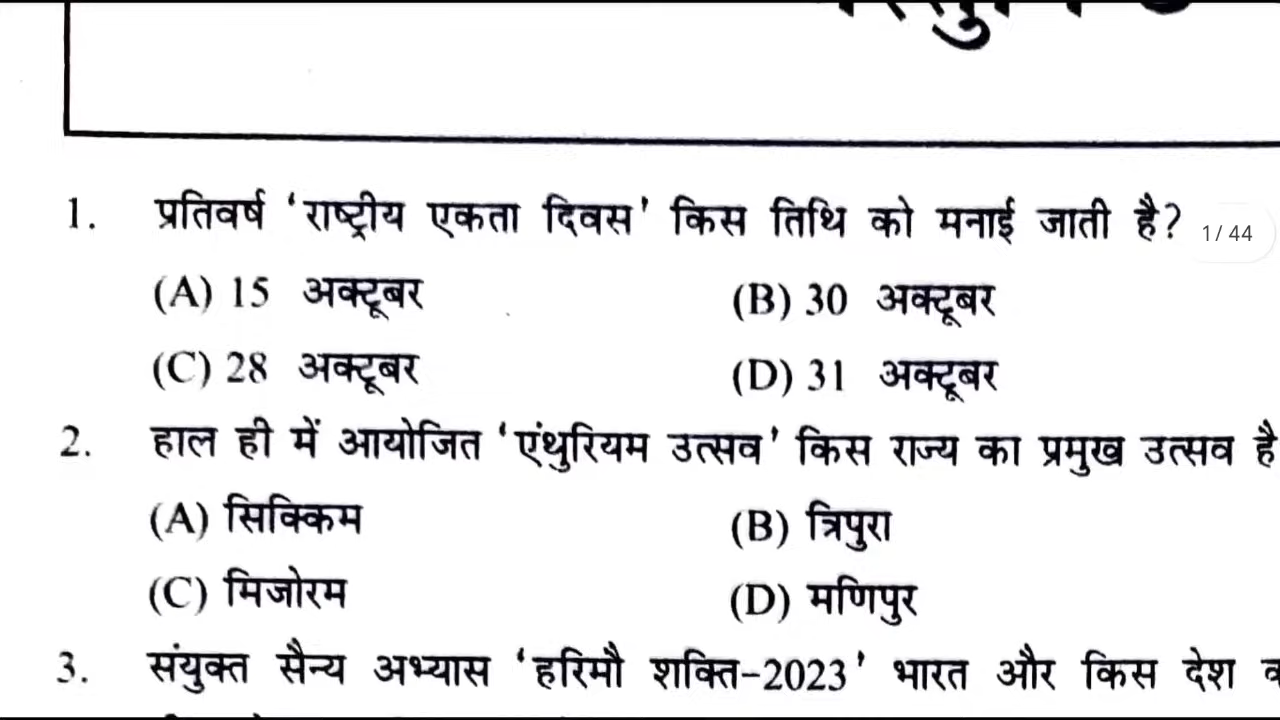 1. प्रतिवर्ष 'राष्ट्रीय एकता दिवस' किस तिथि को मनाई जाती है?
1 / 44
(A) 15 अक्टूबर (B) 30 अक्टूबर
(C) 28 अक्टूबर (D) 31 अक्टूबर
2. हाल ही में आयोजित 'एंथुरियम उत्सव' किस राज्य का प्रमुख उत्सव है
(A) सिक्किम (B) त्रिपुरा
(C) मिजोरम (D) मणिपुर
3. संयुक्त सैन्य अभ्यास 'हरिमौ शक्ति-2023' भारत और किस देश